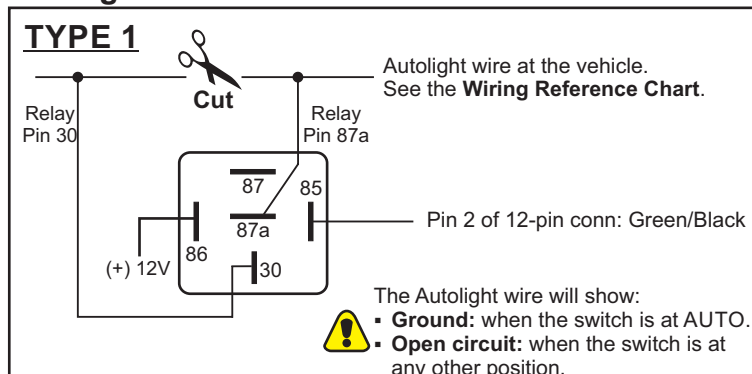 TYPE 1
Cut
Autolight wire at the vehicle.
See the Wiring Reference Chart.
Relay
Pin 30
Relay
Pin 87a
87
85
87a
86
30
(+) 12V
Pin 2 of 12-pin conn: Green/Black
The Autolight wire will show:
▪ Ground: when the switch is at AUTO.
▪ Open circuit: when the switch is at
any other position.